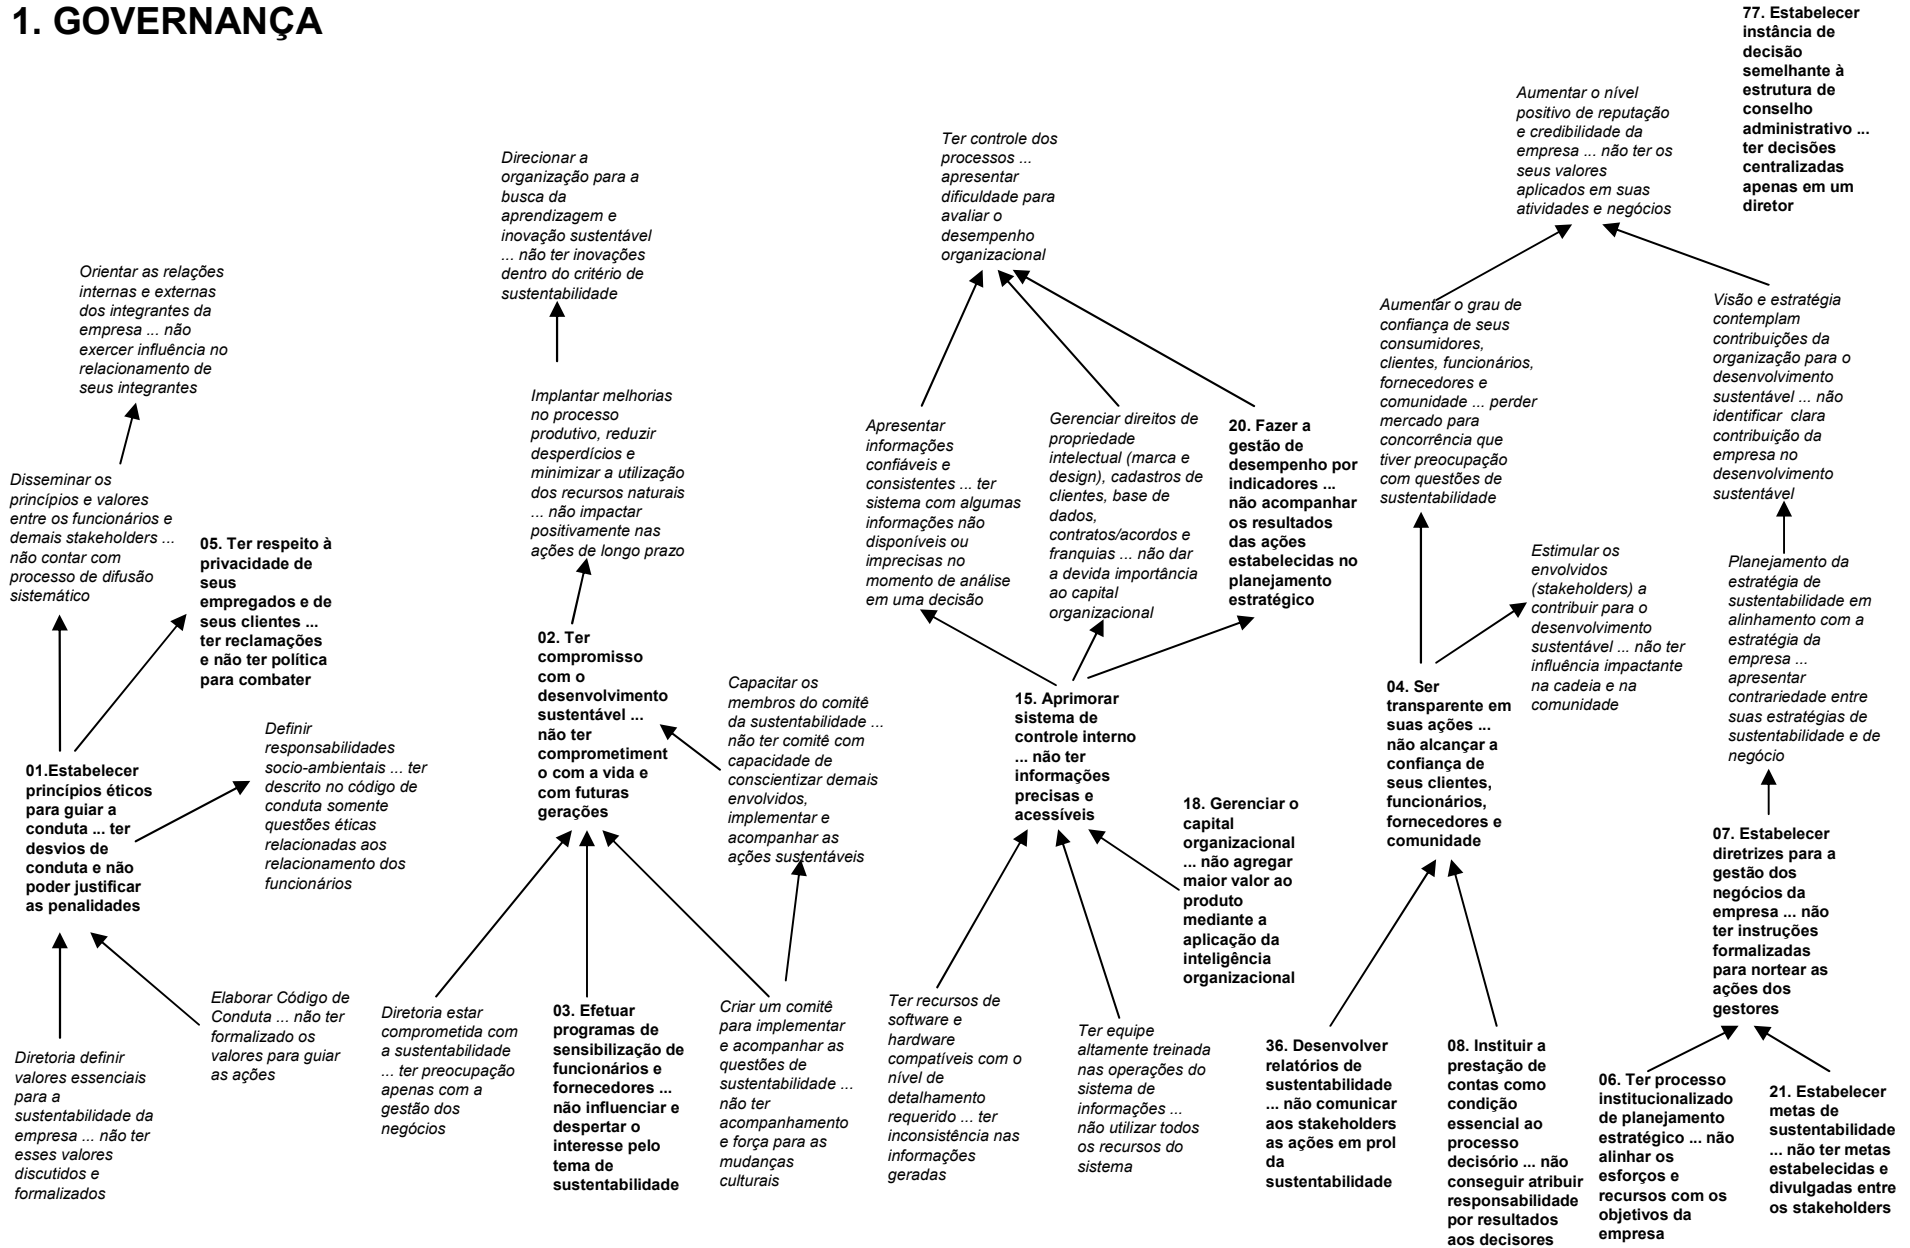 1. GOVERNANÇA
77. Estabelecer
instância de
decisão
semelhante à
estrutura de
conselho
administrativo ...
ter decisões
centralizadas
apenas em um
diretor
Aumentar o nível
positivo de reputação
e credibilidade da
empresa ... não ter os
seus valores
aplicados em suas
atividades e negócios
Ter controle dos
processos ...
apresentar
dificuldade para
avaliar o
desempenho
organizacional
Direcionar a
organização para a
busca da
aprendizagem e
inovação sustentável
... não ter inovações
dentro do critério de
sustentabilidade
Orientar as relações
internas e externas
dos integrantes da
empresa ... não
exercer influência no
relacionamento de
seus integrantes
Aumentar o grau de
confiança de seus
consumidores,
clientes, funcionários,
fornecedores e
comunidade ... perder
mercado para
concorrência que
tiver preocupação
com questões de
sustentabilidade
Visão e estratégia
contemplam
contribuições da
organização para o
desenvolvimento
sustentável ... não
identificar  clara
contribuição da
empresa no
desenvolvimento
sustentável
Implantar melhorias
no processo
produtivo, reduzir
desperdícios e
minimizar a utilização
dos recursos naturais
... não impactar
positivamente nas
ações de longo prazo
Apresentar
informações
confiáveis e
consistentes ... ter
sistema com algumas
informações não
disponíveis ou
imprecisas no
momento de análise
em uma decisão
Gerenciar direitos de
propriedade
intelectual (marca e
design), cadastros de
clientes, base de
dados,
contratos/acordos e
franquias ... não dar
a devida importância
ao capital
organizacional
20. Fazer a
gestão de
desempenho por
indicadores ...
não acompanhar
os resultados
das ações
estabelecidas no
planejamento
estratégico
Disseminar os
princípios e valores
entre os funcionários e
demais stakeholders ...
não contar com
processo de difusão
sistemático
05. Ter respeito à
privacidade de
seus
empregados e de
seus clientes ...
ter reclamações
e não ter política
para combater
Estimular os
envolvidos
(stakeholders) a
contribuir para o
desenvolvimento
sustentável ... não ter
influência impactante
na cadeia e na
comunidade
Planejamento da
estratégia de
sustentabilidade em
alinhamento com a
estratégia da
empresa ...
apresentar
contrariedade entre
suas estratégias de
sustentabilidade e de
negócio
02. Ter
compromisso
com o
desenvolvimento
sustentável ...
não ter
comprometiment
o com a vida e
com futuras
gerações
Capacitar os
membros do comitê
da sustentabilidade ...
não ter comitê com
capacidade de
conscientizar demais
envolvidos,
implementar e
acompanhar as
ações sustentáveis
15. Aprimorar
sistema de
controle interno
... não ter
informações
precisas e
acessíveis
04. Ser
transparente em
suas ações ...
não alcançar a
confiança de
seus clientes,
funcionários,
fornecedores e
comunidade
Definir
responsabilidades
socio-ambientais ... ter
descrito no código de
conduta somente
questões éticas
relacionadas aos
relacionamento dos
funcionários
01.Estabelecer
princípios éticos
para guiar a
conduta ... ter
desvios de
conduta e não
poder justificar
as penalidades
18. Gerenciar o
capital
organizacional
... não agregar
maior valor ao
produto
mediante a
aplicação da
inteligência
organizacional
07. Estabelecer
diretrizes para a
gestão dos
negócios da
empresa ... não
ter instruções
formalizadas
para nortear as
ações dos
gestores
Diretoria definir
valores essenciais
para a
sustentabilidade da
empresa ... não ter
esses valores
discutidos e
formalizados
Elaborar Código de
Conduta ... não ter
formalizado os
valores para guiar
as ações
Diretoria estar
comprometida com
a sustentabilidade
... ter preocupação
apenas com a
gestão dos
negócios
03. Efetuar
programas de
sensibilização de
funcionários e
fornecedores ...
não influenciar e
despertar o
interesse pelo
tema de
sustentabilidade
Criar um comitê
para implementar
e acompanhar as
questões de
sustentabilidade ...
não ter
acompanhamento
e força para as
mudanças
culturais
Ter recursos de
software e
hardware
compatíveis com o
nível de
detalhamento
requerido ... ter
inconsistência nas
informações
geradas
Ter equipe
altamente treinada
nas operações do
sistema de
informações ...
não utilizar todos
os recursos do
sistema
36. Desenvolver
relatórios de
sustentabilidade
... não comunicar
aos stakeholders
as ações em prol
da
sustentabilidade
08. Instituir a
prestação de
contas como
condição
essencial ao
processo
decisório ... não
conseguir atribuir
responsabilidade
por resultados
aos decisores
06. Ter processo
institucionalizado
de planejamento
estratégico ... não
alinhar os
esforços e
recursos com os
objetivos da
empresa
21. Estabelecer
metas de
sustentabilidade
... não ter metas
estabelecidas e
divulgadas entre
os stakeholders